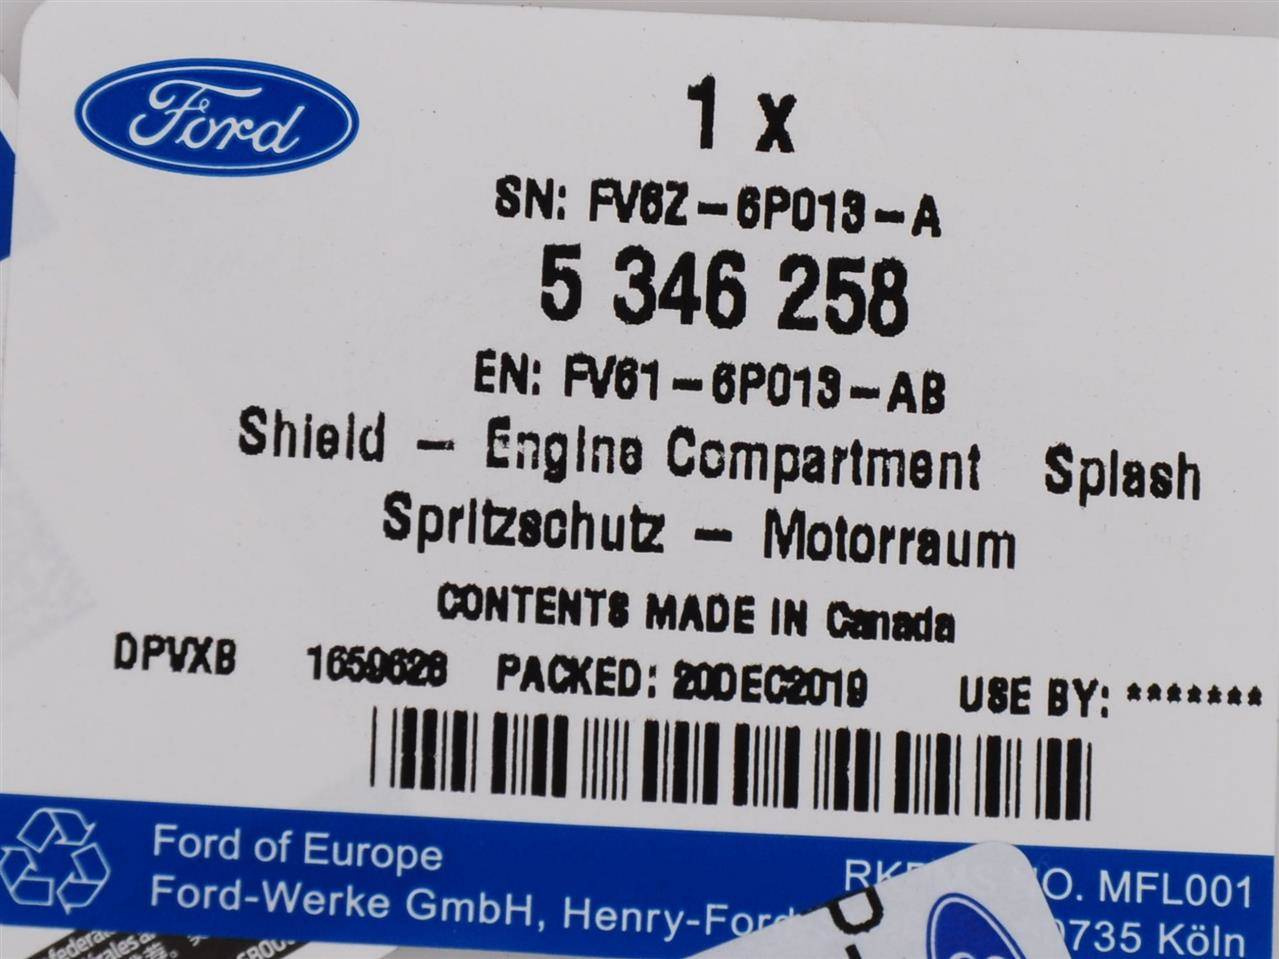 Ford
1 x
SN: FV6Z-6P013-A
5 346 258
EN: FV61-6P013-AB
Shield - Engine Compartment Splash
Spritzschutz - Motorraum
CONTENTS MADE IN Canada
DPVXB 1659628 PACKED: 20DEC2019 USE BY: *******
Ford of Europe
MFL001
Ford-Werke GmbH, Henry-Ford
735 Köln